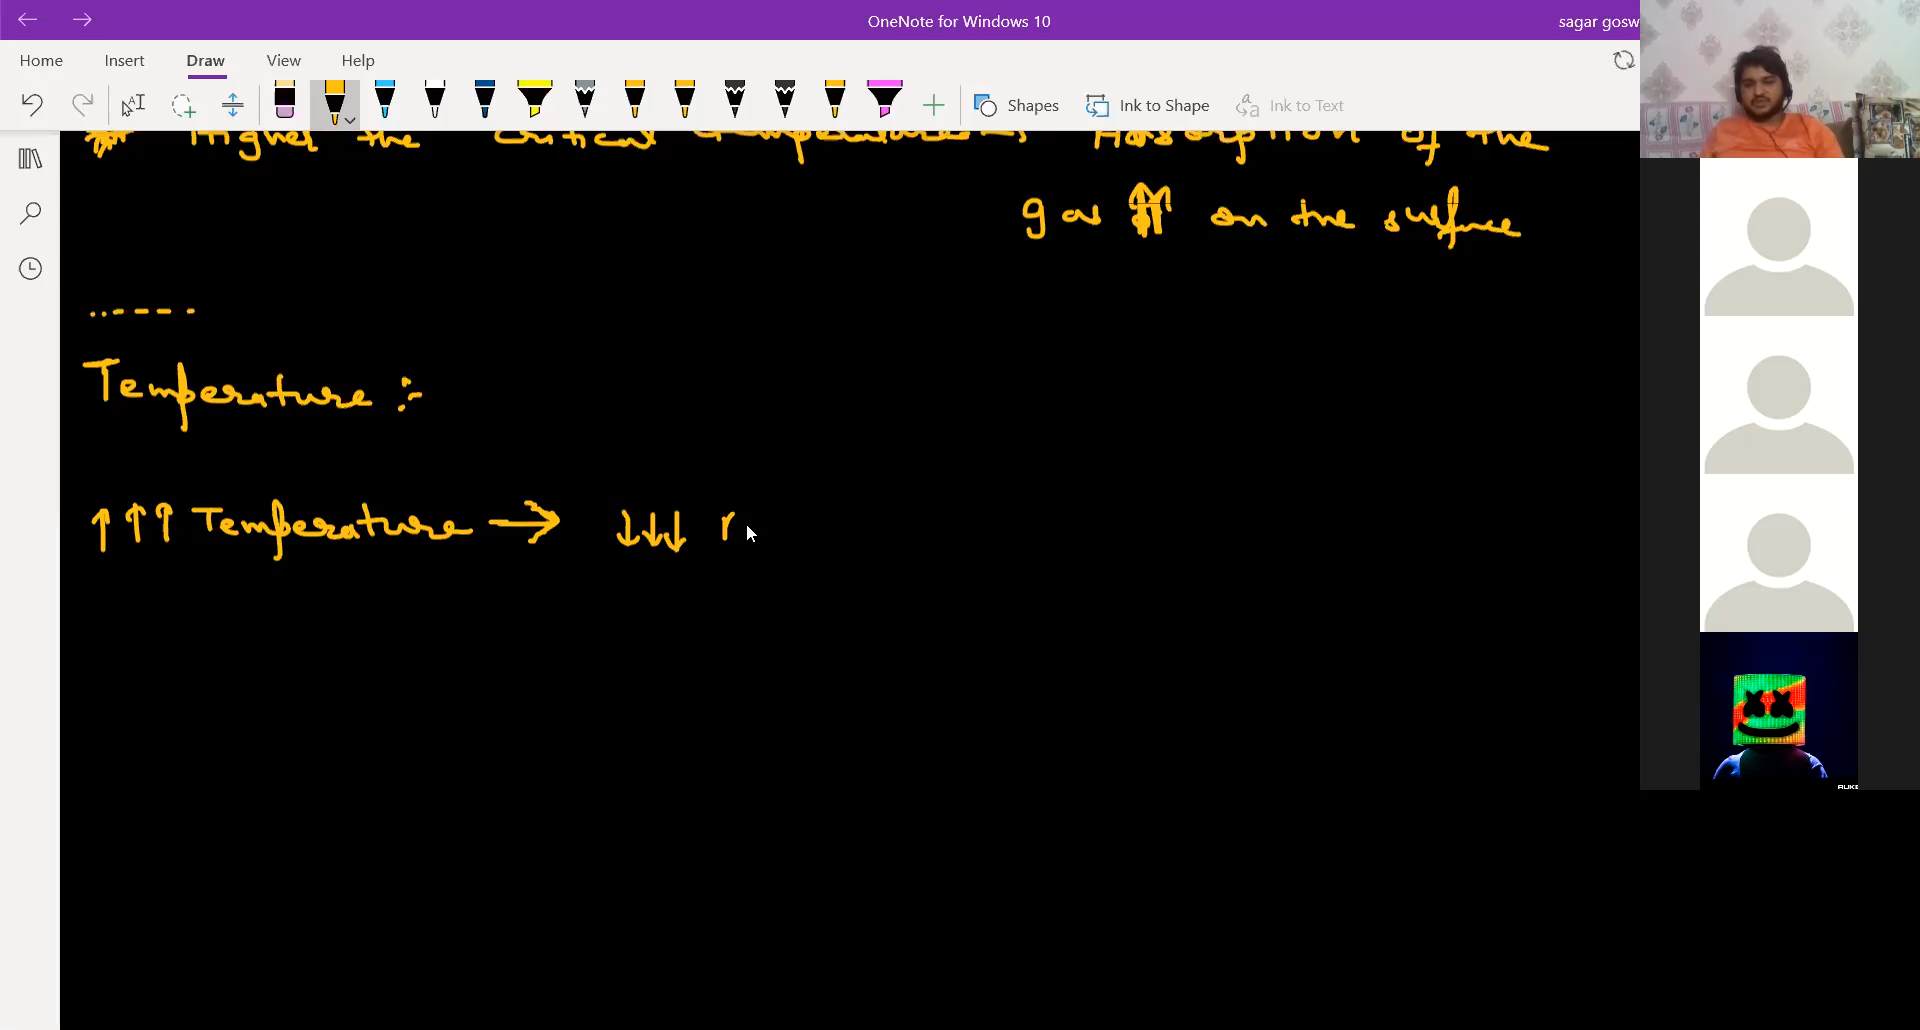 OneNote for Windows 10
sagar gosw
Home Insert Draw View Help
Shapes Ink to Shape Ink to Text
Higher the critical temperature Adsorption of the
gas ↑↑ on the surface
Temperature :-
↑↑↑ Temperature → ↓↓↓ r